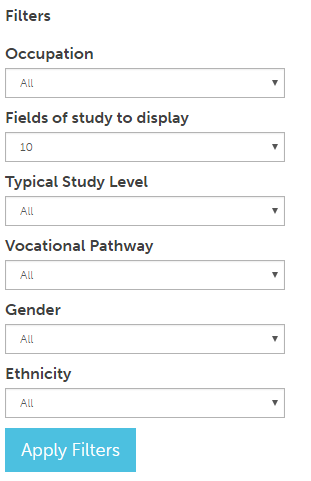 Filters
Occupation
All
Fields of study to display
10
Typical Study Level
All
Vocational Pathway
All
Gender
All
Ethnicity
All
Apply Filters